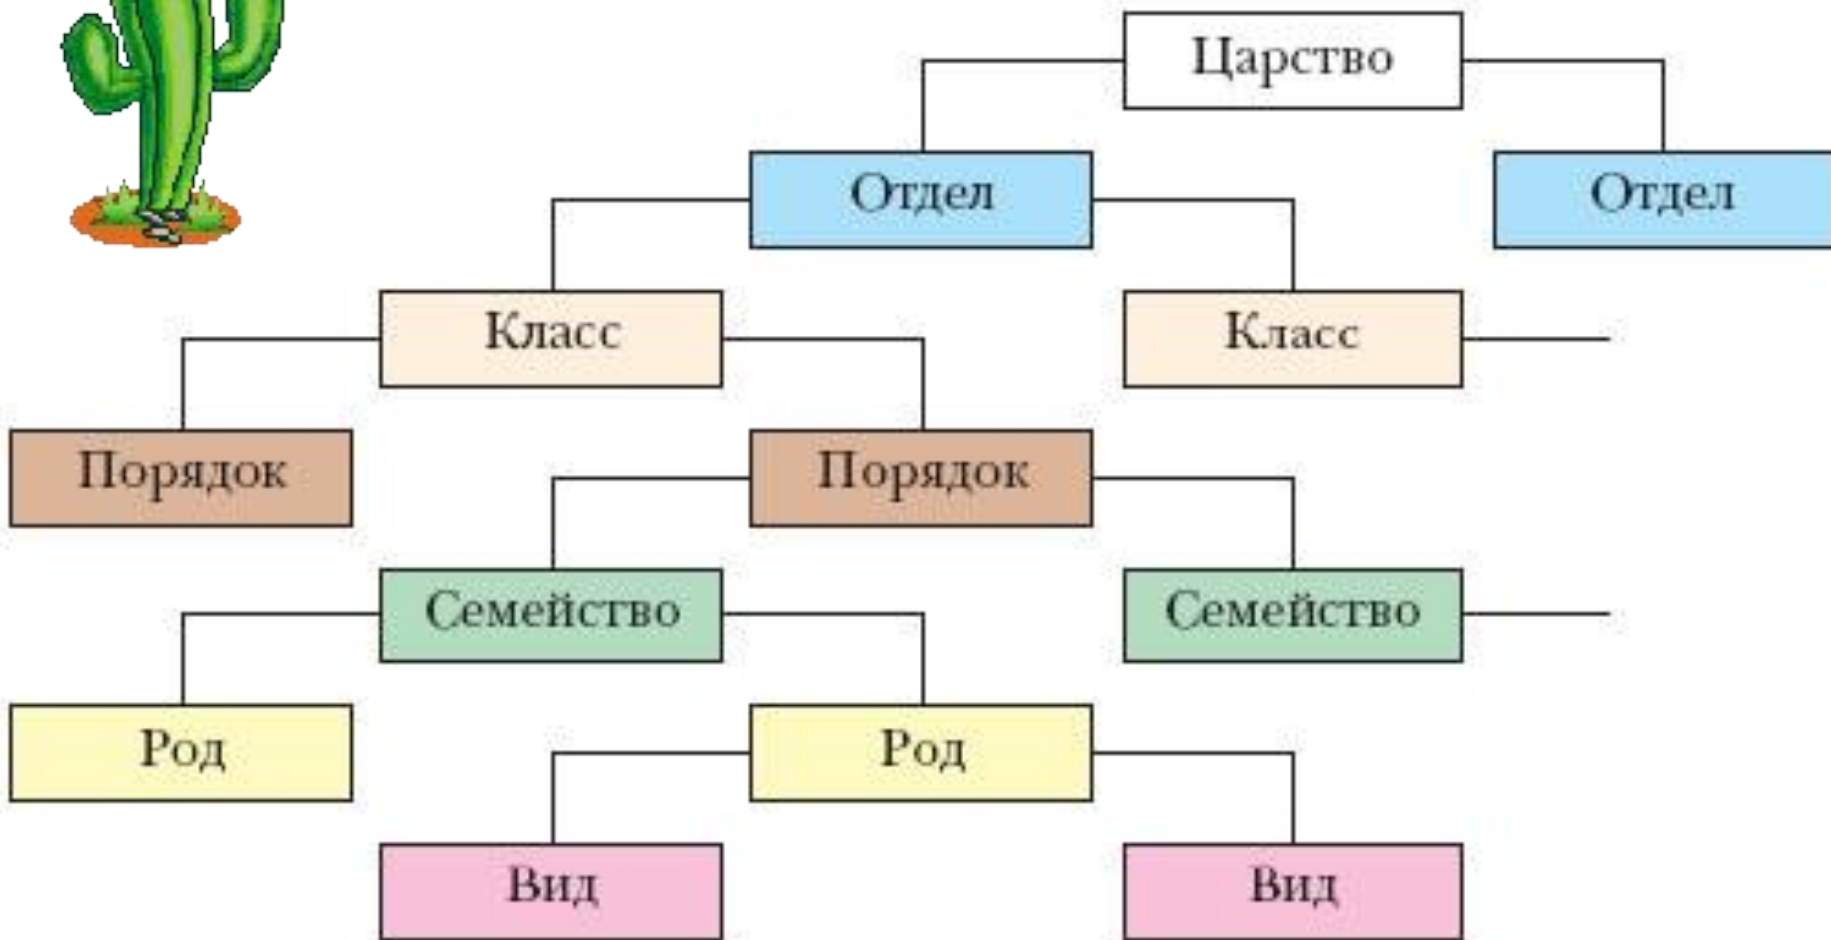 Царство
Отдел Отдел
Класс Класс
Порядок Порядок
Семейство Семейство
Род Род
Вид Вид